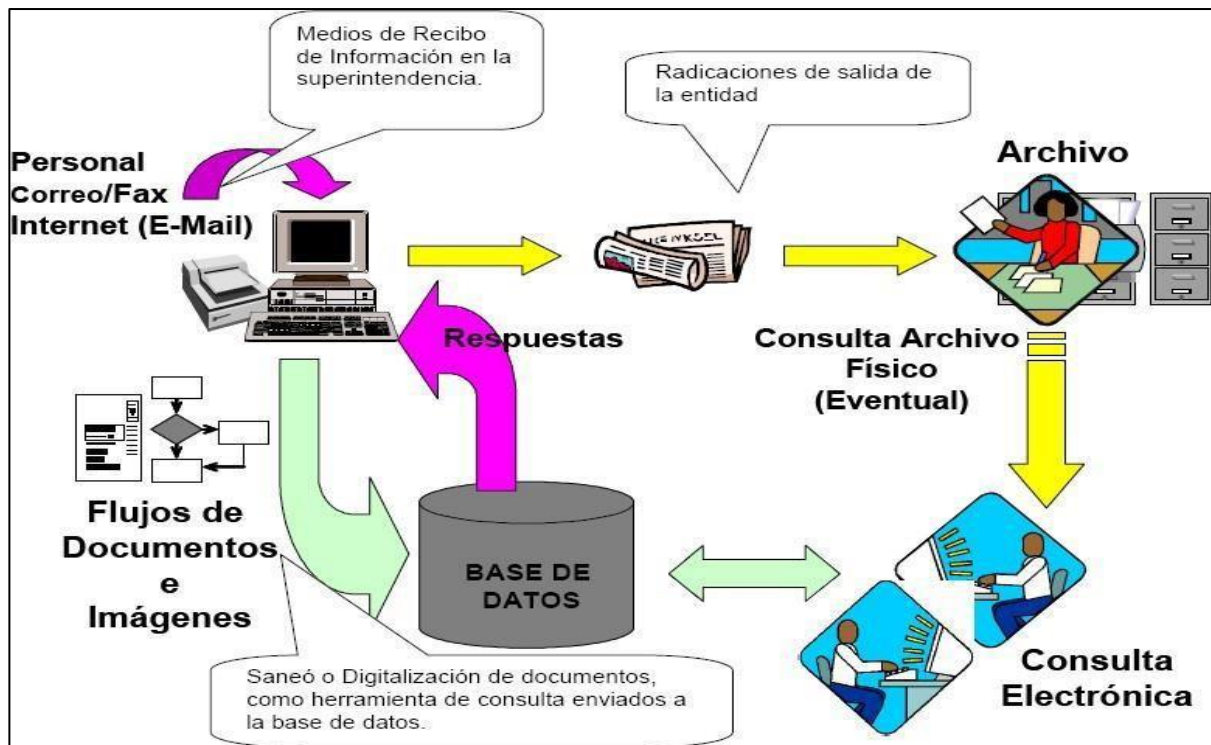 Medios de Recibo
de Información en la
superintendencia.
Radicaciones de salida de
la entidad
Personal
Correo/Fax
Internet (E-Mail)
Archivo
Respuestas
Consulta Archivo
Físico
(Eventual)
Flujos de
Documentos
e
Imágenes
BASE DE
DATOS
Saneó o Digitalización de documentos,
como herramienta de consulta enviados a
la base de datos.
Consulta
Electrónica